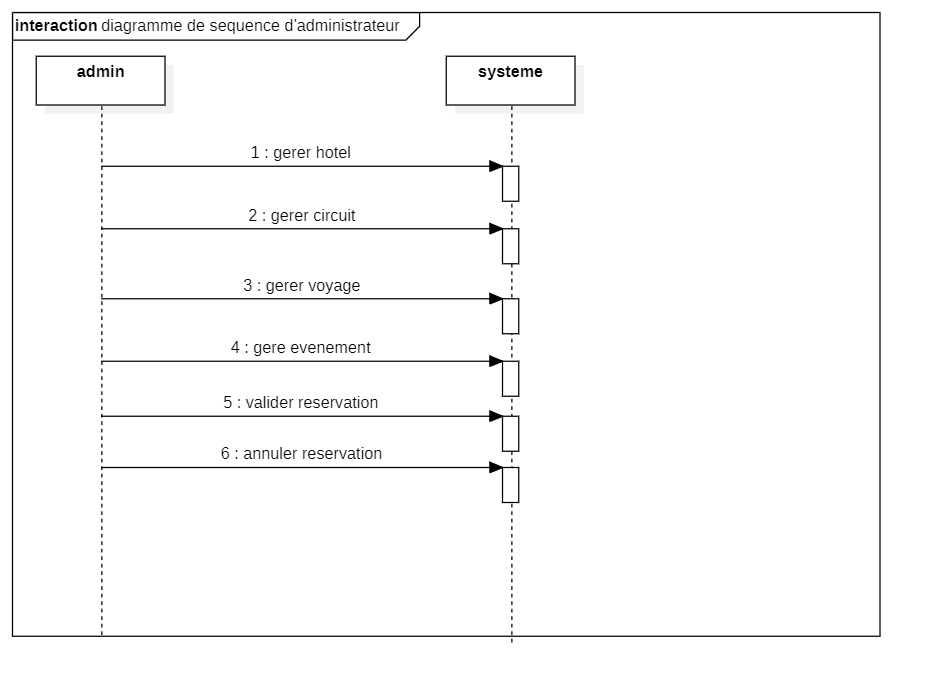 interaction diagramme de sequence d'administrateur
admin
systeme
1 : gerer hotel
2 : gerer circuit
3 : gerer voyage
4 : gere evenement
5 : valider reservation
6 : annuler reservation